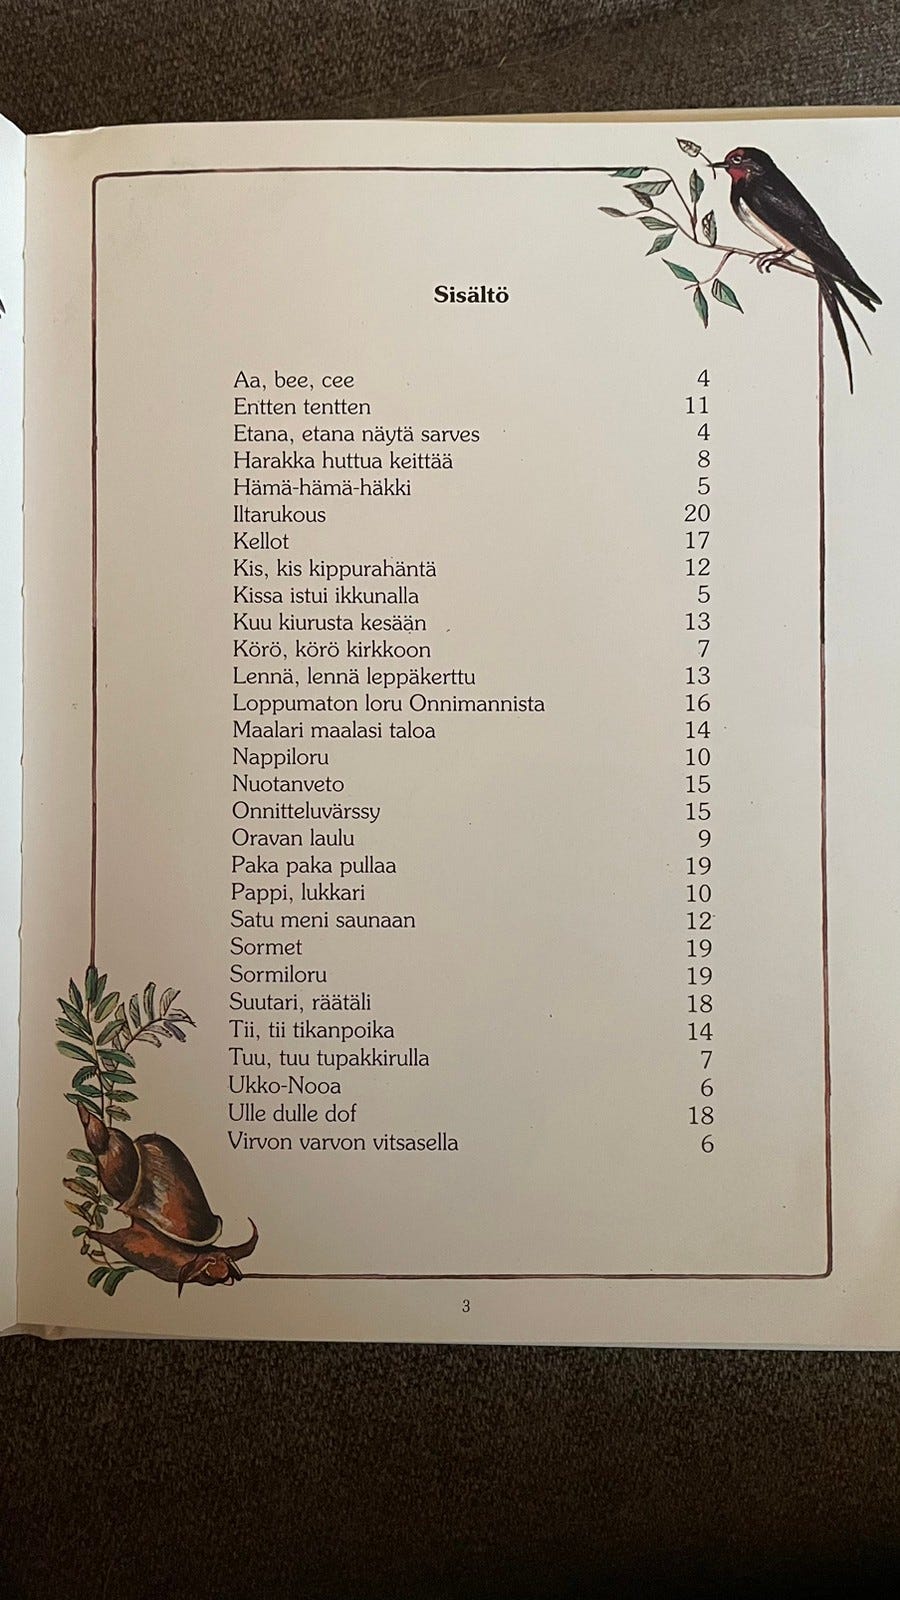 Sisältö
Aa, bee, cee 4
Entten tentten 11
Etana, etana näytä sarves 4
Harakka huttua keittää 8
Hämä-hämä-häkki 5
Iltarukous 20
Kellot 17
Kis, kis kippurahäntä 12
Kissa istui ikkunalla 5
Kuu kiurusta kesään 13
Körö, körö kirkkoon 7
Lennä, lennä leppäkerttu 13
Loppumaton loru Onnimannista 16
Maalari maalasi taloa 14
Nappiloru 10
Nuotanveto 15
Onnitteluvärssy 15
Oravan laulu 9
Paka paka pullaa 19
Pappi, lukkari 10
Satu meni saunaan 12
Sormet 19
Sormiloru 19
Suutari, räätäli 18
Tii, tii tikanpoika 14
Tuu, tuu tupakkirulla 7
Ukko-Nooa 6
Ulle dulle dof 18
Virvon varvon vitsasella 6
3